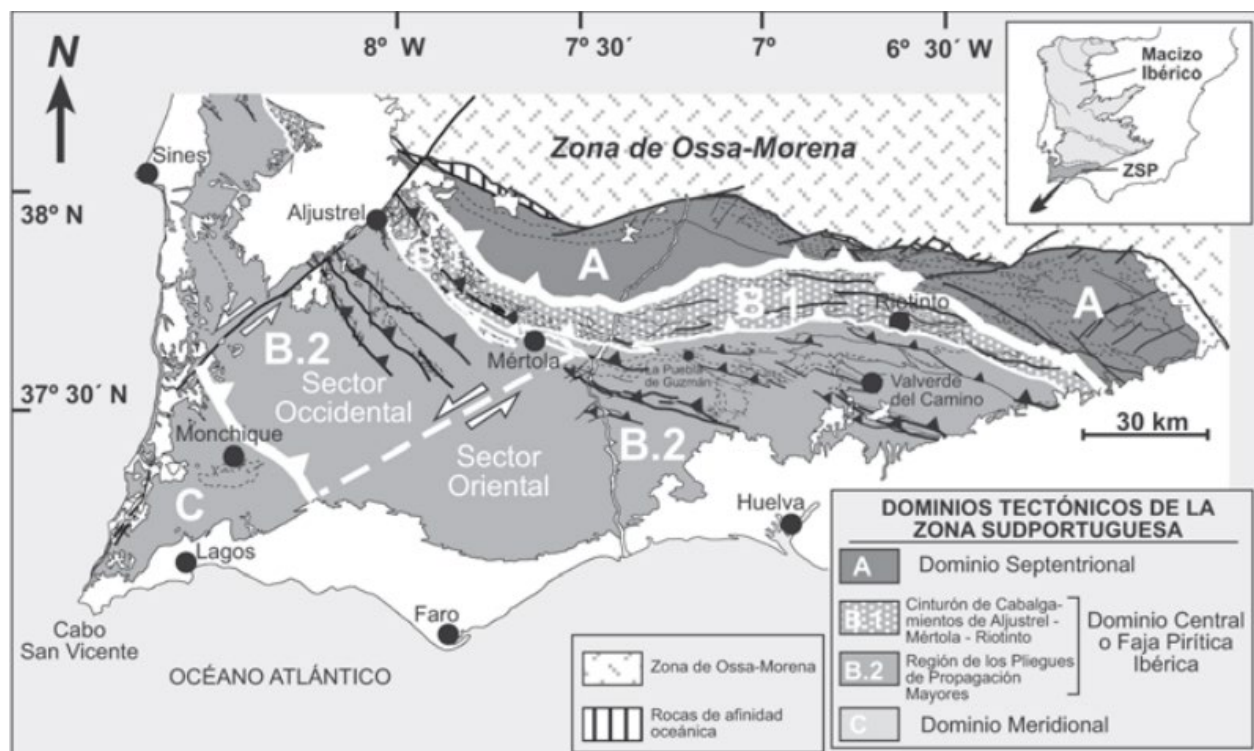 N
8º W
7º 30´
7º
6º 30´ W
Macizo
Ibérico
ZSP
Sines
Zona de Ossa-Morena
38º N
Aljustrel
A
B 1
B 1
Riotinto
A
B.2
Mértola
La Puebla
de Guzmán
Valverde
del Camino
Sector
Occidental
37º 30´ N
30 km
Monchique
B.2
Sector
Oriental
C
Huelva
Lagos
Faro
Cabo
San Vicente
OCÉANO ATLÁNTICO
Zona de Ossa-Morena
Rocas de afinidad
oceánica
DOMINIOS TECTÓNICOS DE LA
ZONA SUDPORTUGUESA
A Dominio Septentrional
B 1 Cinturón de Cabalga-
mientos de Aljustrel -
Mértola - Riotinto
B.2 Región de los Pliegues
de Propagación
Mayores
Dominio Central
o Faja Pirítica
Ibérica
C Dominio Meridional